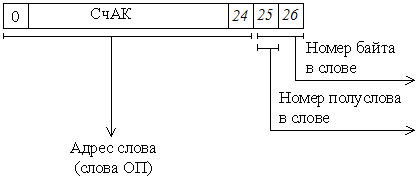 0 СчАК 24 25 26
Номер байта
в слове
Номер полуслова
в слове
Адрес слова
(слова ОП)